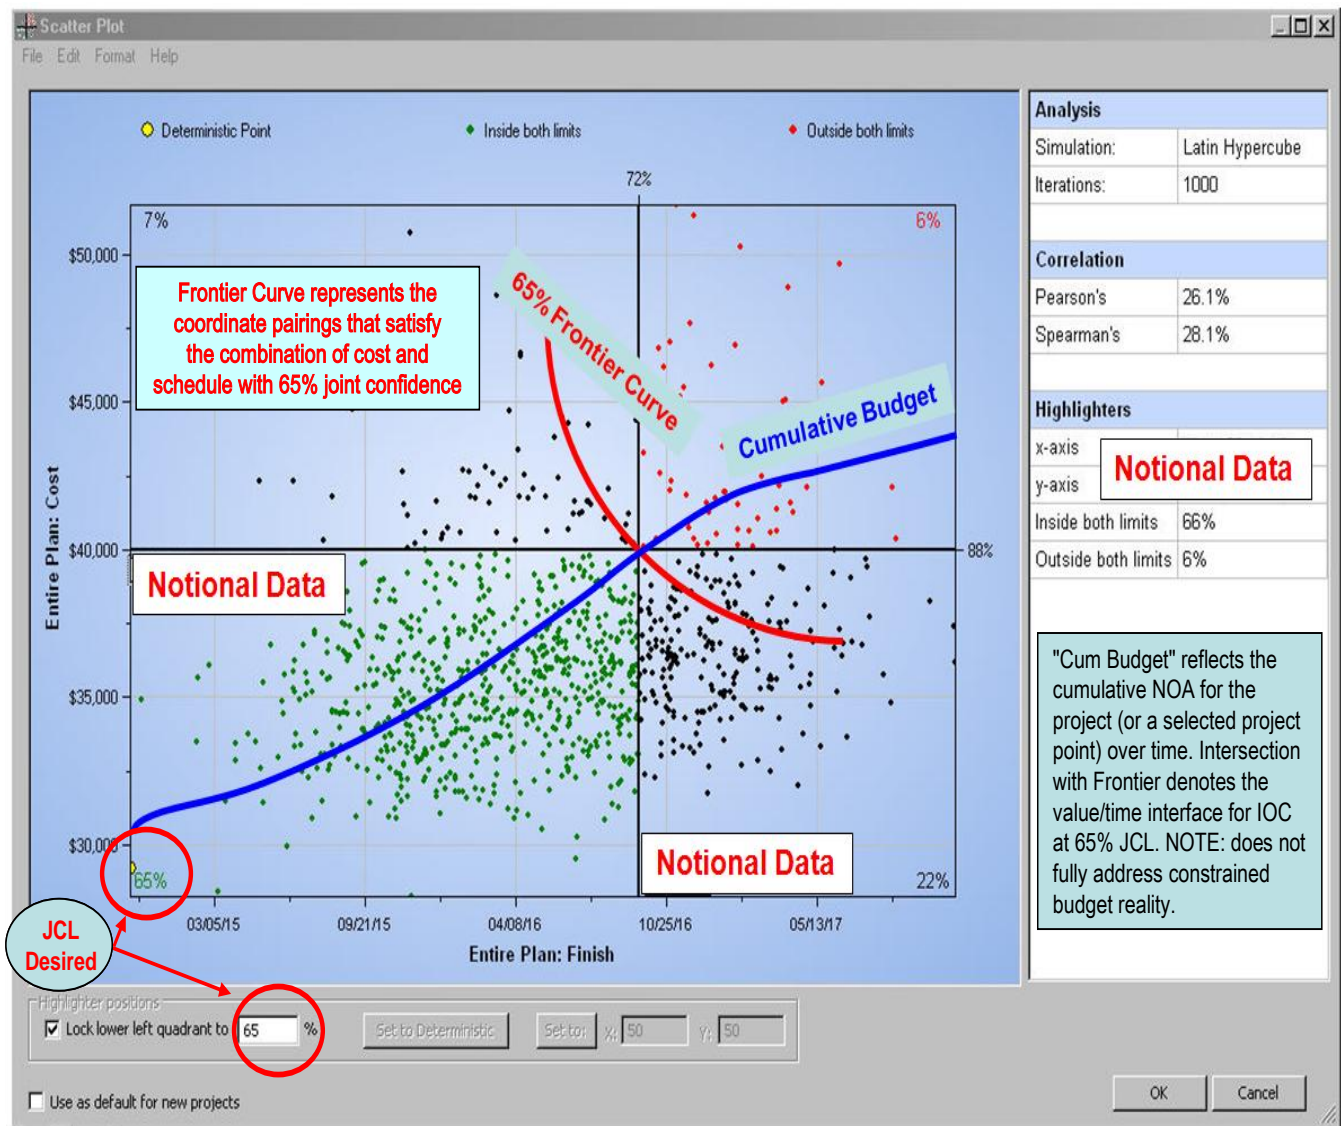 Scatter Plot
File Edit Format Help
Deterministic Point
Inside both limits
Outside both limits
72%
7%
6%
$50,000
$45,000
$40,000
$35,000
$30,000
Entire Plan: Cost
Frontier Curve represents the
coordinate pairings that satisfy
the combination of cost and
schedule with 65% joint confidence
65% Frontier Curve
Cumulative Budget
88%
Notional Data
Notional Data
65%
22%
03/05/15
09/21/15
04/08/16
10/25/16
05/13/17
Entire Plan: Finish
JCL
Desired
Analysis
Simulation: Latin Hypercube
Iterations: 1000
Correlation
Pearson's 26.1%
Spearman's 28.1%
Highlighters
x-axis
y-axis
Notional Data
Inside both limits 66%
Outside both limits 6%
"Cum Budget" reflects the
cumulative NOA for the
project (or a selected project
point) over time. Intersection
with Frontier denotes the
value/time interface for IOC
at 65% JCL. NOTE: does not
fully address constrained
budget reality.
Highlighter positions
Lock lower left quadrant to 65 %
Set to Deterministic
Set to: X: 50 Y: 50
Use as default for new projects
OK
Cancel